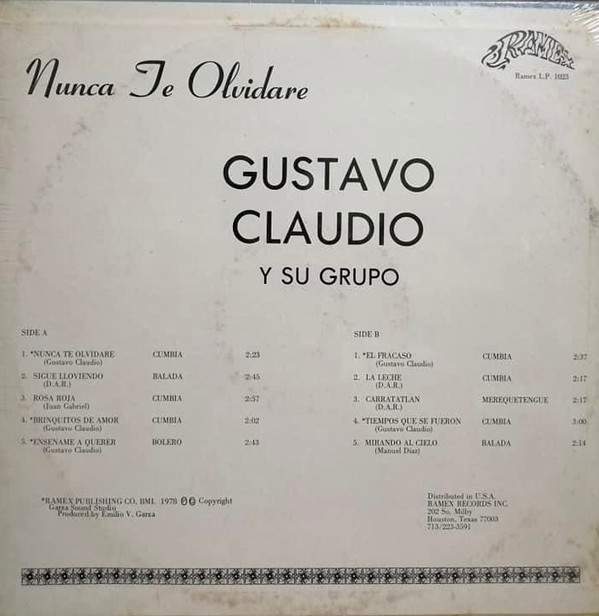 Nunca Te Olvidare
RAMEX
Ramex L.P. 1023
GUSTAVO
CLAUDIO
Y SU GRUPO
SIDE A
1. *NUNCA TE OLVIDARE CUMBIA 2:23
(Gustavo Claudio)
2. SIGUE LLOVIENDO BALADA 2:45
(D.A.R.)
3. ROSA ROJA CUMBIA 2:57
(Juan Gabriel)
4. *BRINQUITOS DE AMOR CUMBIA 2:02
(Gustavo Claudio)
5. *ENSENAME A QUERER BOLERO 2:43
(Gustavo Claudio)
SIDE B
1. *EL FRACASO CUMBIA 2:37
(Gustavo Claudio)
2. LA LECHE CUMBIA 2:17
(D.A.R.)
3. CARRATATLAN MEREQUETENGUE 2:17
(D.A.R.)
4. *TIEMPOS QUE SE FUERON CUMBIA 3:00
(Gustavo Claudio)
5. MIRANDO AL CIELO BALADA 2:14
(Manuel Diaz)
*RAMEX PUBLISHING CO. BMI. 1978 ℗© Copyright
Garza Sound Studio
Produced by Emilio V. Garza
Distributed in U.S.A.
RAMEX RECORDS INC.
202 So. Milby
Houston, Texas 77003
713/223-3591